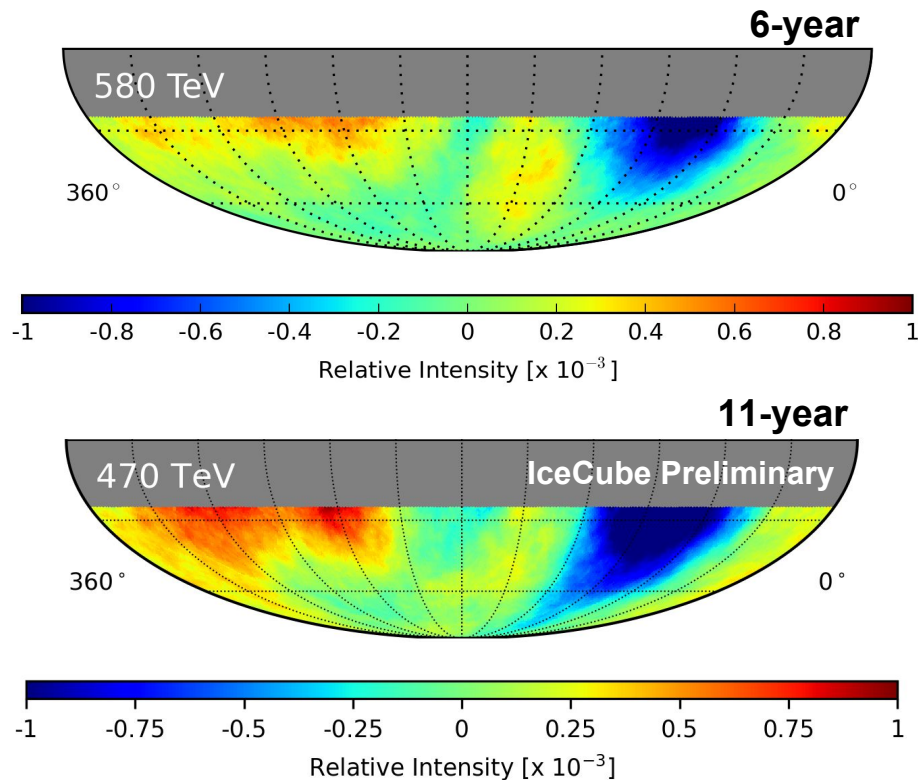 6-year
580 TeV
360° 0°
-1 -0.8 -0.6 -0.4 -0.2 0 0.2 0.4 0.6 0.8 1
Relative Intensity [x 10⁻³]
11-year
470 TeV IceCube Preliminary
360° 0°
-1 -0.75 -0.5 -0.25 0 0.25 0.5 0.75 1
Relative Intensity [x 10⁻³]